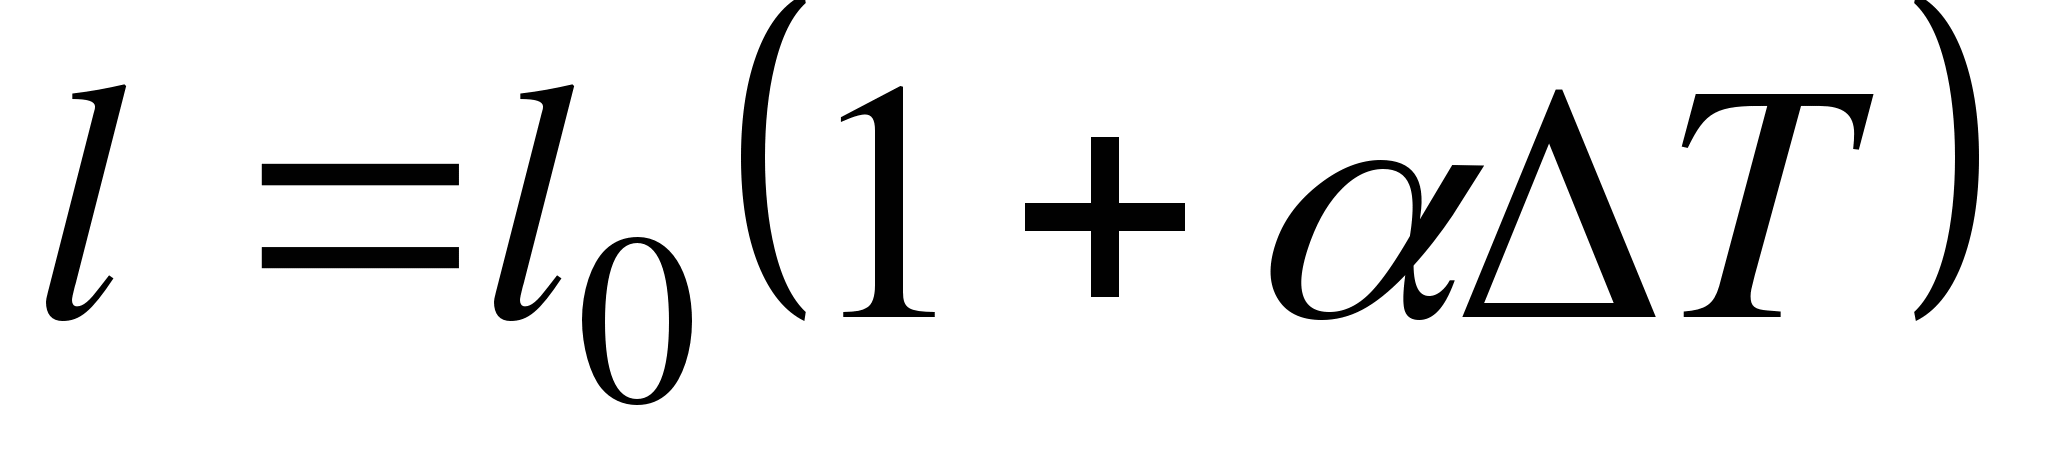 l = l₀(1 + αΔT)